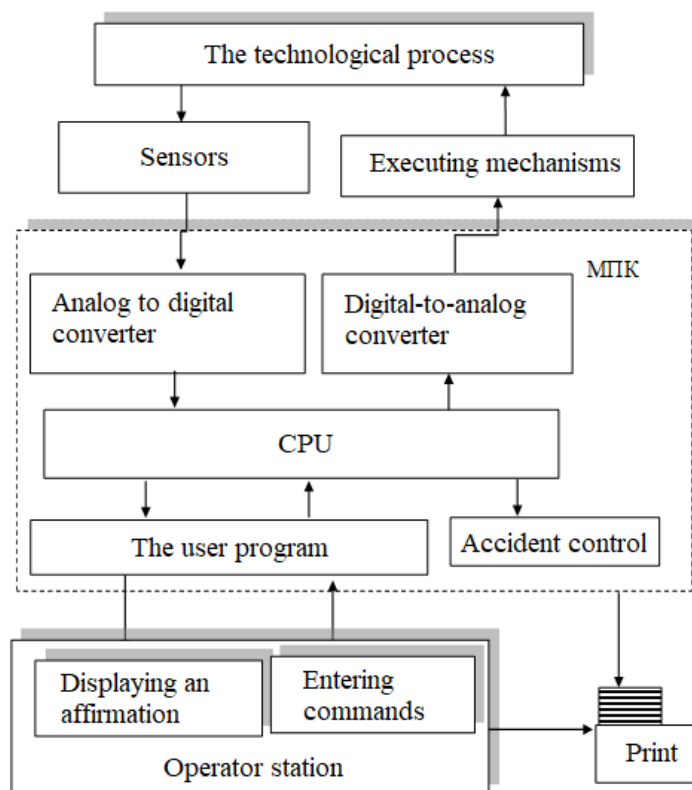 The technological process
Sensors
Executing mechanisms
МПК
Analog to digital
converter
Digital-to-analog
converter
CPU
The user program
Accident control
Displaying an
affirmation
Entering
commands
Operator station
Print